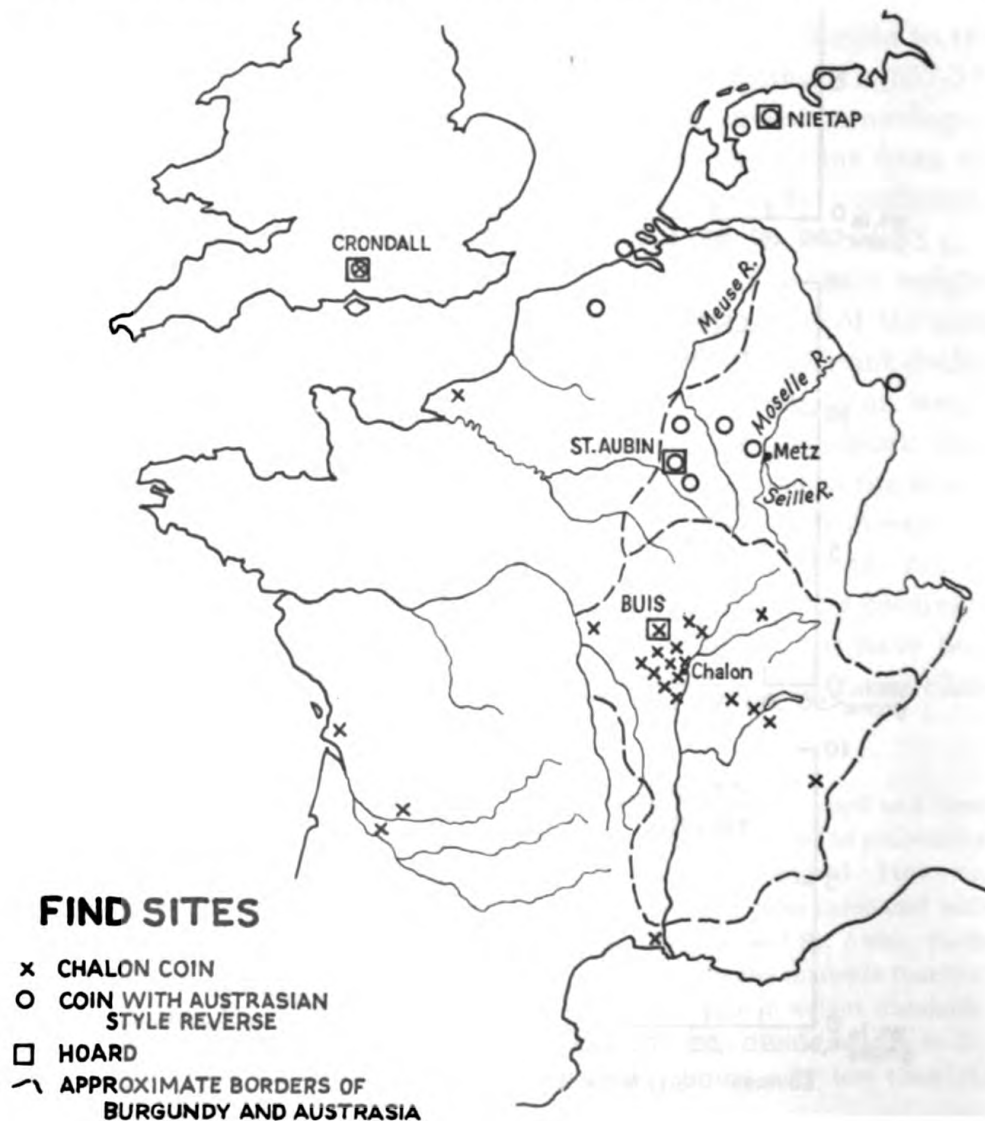 NIETAP
CRONDALL
Meuse R.
Moselle R.
ST. AUBIN
Metz
Seille R.
BUIS
Chalon
FIND SITES
x CHALON COIN
O COIN WITH AUSTRASIAN
STYLE REVERSE
□ HOARD
APPROXIMATE BORDERS OF
BURGUNDY AND AUSTRASIA